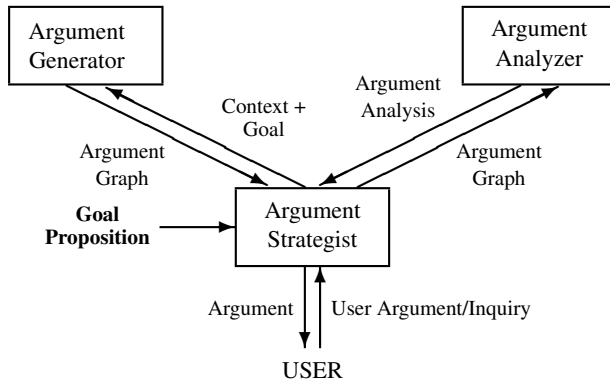 Argument
Generator
Argument
Analyzer
Context +
Goal
Argument
Analysis
Argument
Graph
Argument
Graph
Goal
Proposition
Argument
Strategist
Argument
User Argument/Inquiry
USER